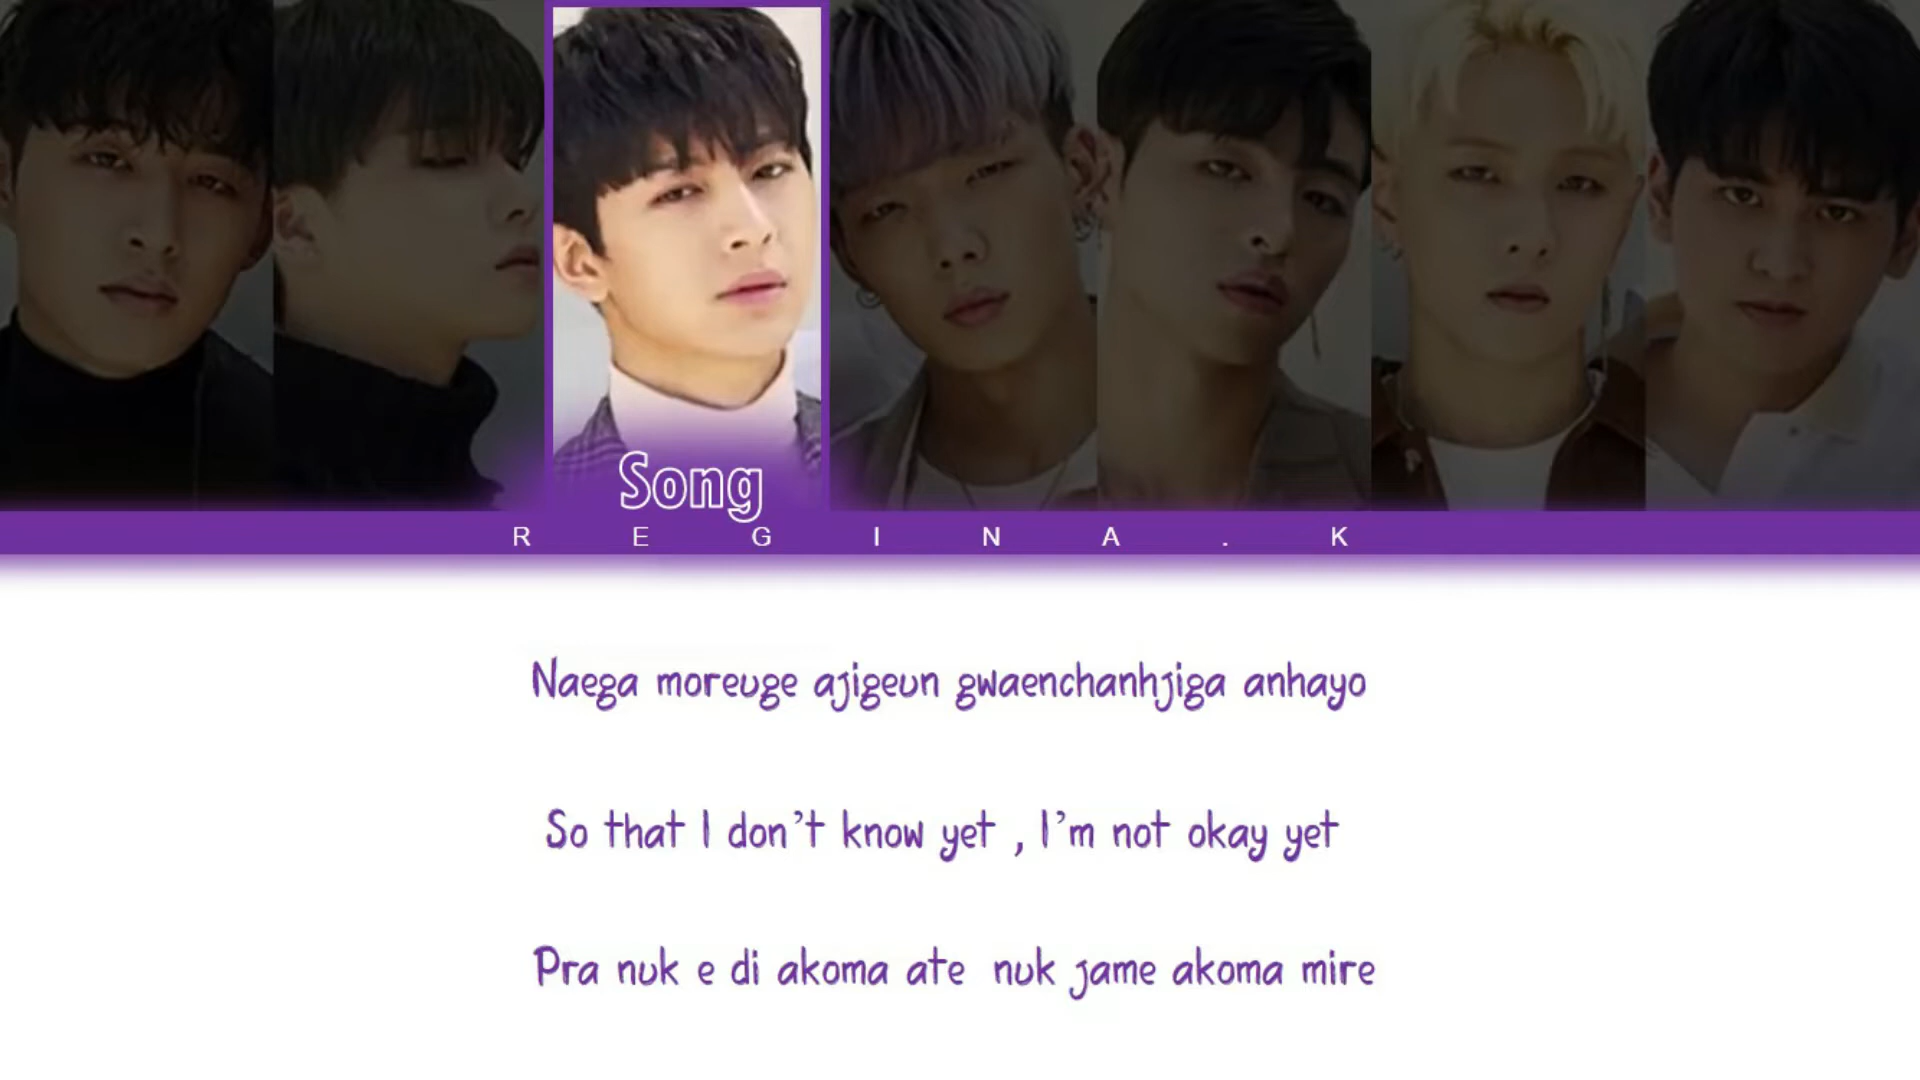 Song
REGINA.K
Naega moreuge ajigeun gwaenchanhjiga anhayo
So that I don't know yet , I'm not okay yet
Pra nuk e di akoma ate nuk jame akoma mire